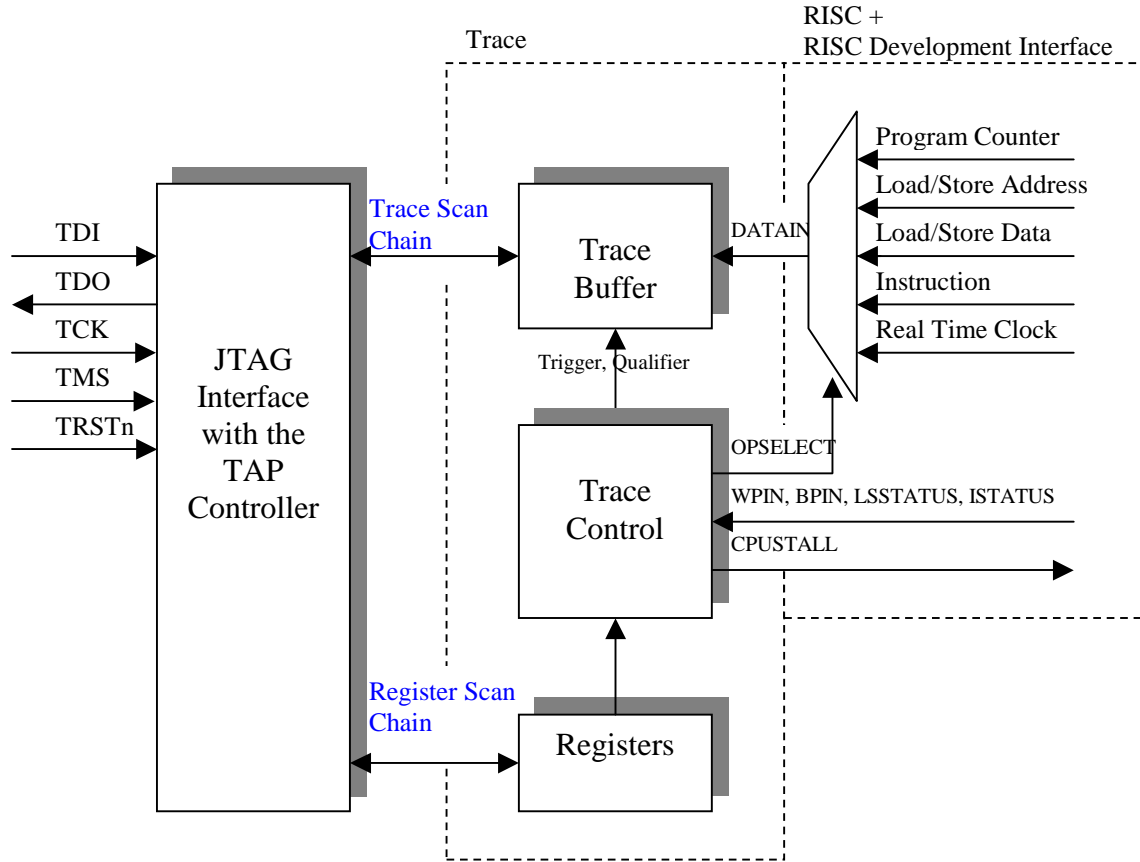 RISC +
RISC Development Interface
Trace
Program Counter
Load/Store Address
Load/Store Data
Instruction
Real Time Clock
TDI
TDO
TCK
TMS
TRSTn
JTAG
Interface
with the
TAP
Controller
Trace Scan
Chain
Trace
Buffer
DATAIN
Trigger, Qualifier
Trace
Control
OPSELECT
WPIN, BPIN, LSSTATUS, ISTATUS
CPUSTALL
Register Scan
Chain
Registers